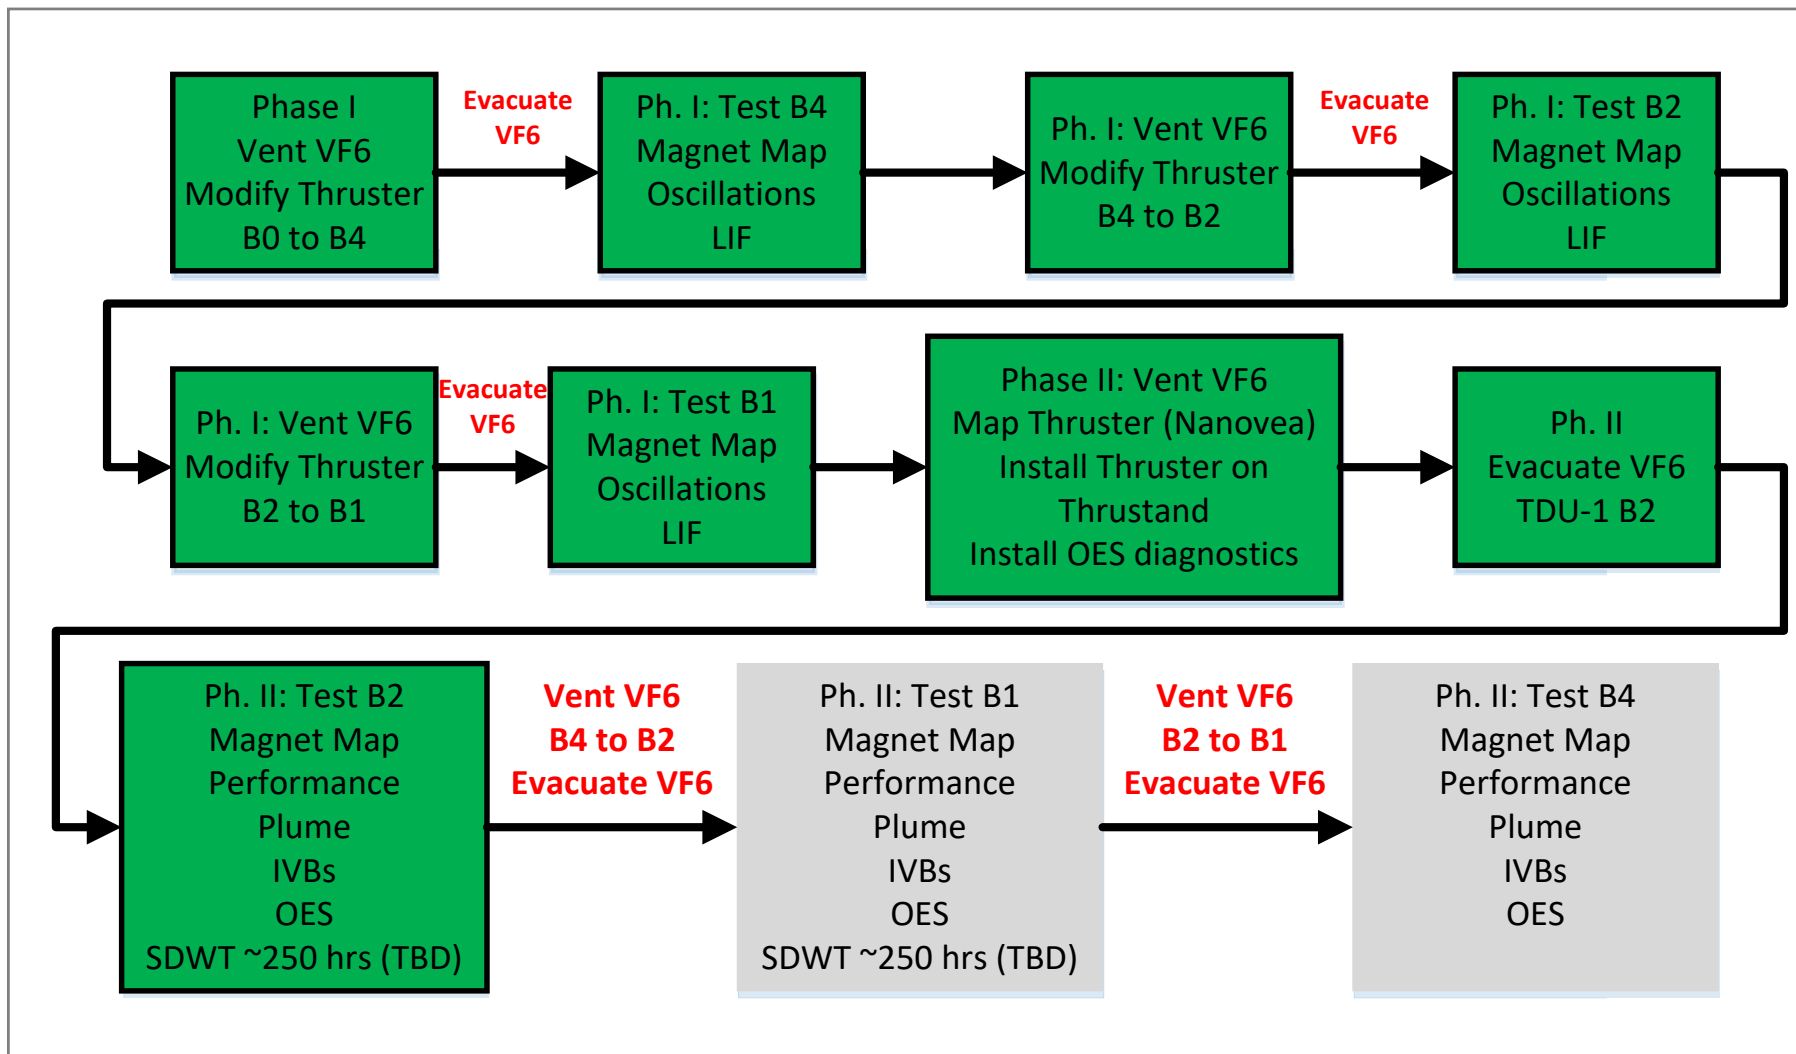 Phase I
Vent VF6
Modify Thruster
B0 to B4
Evacuate
VF6
Ph. I: Test B4
Magnet Map
Oscillations
LIF
Ph. I: Vent VF6
Modify Thruster
B4 to B2
Evacuate
VF6
Ph. I: Test B2
Magnet Map
Oscillations
LIF
Ph. I: Vent VF6
Modify Thruster
B2 to B1
Evacuate
VF6
Ph. I: Test B1
Magnet Map
Oscillations
LIF
Phase II: Vent VF6
Map Thruster (Nanovea)
Install Thruster on
Thrustand
Install OES diagnostics
Ph. II
Evacuate VF6
TDU-1 B2
Ph. II: Test B2
Magnet Map
Performance
Plume
IVBs
OES
SDWT ~250 hrs (TBD)
Vent VF6
B4 to B2
Evacuate VF6
Ph. II: Test B1
Magnet Map
Performance
Plume
IVBs
OES
SDWT ~250 hrs (TBD)
Vent VF6
B2 to B1
Evacuate VF6
Ph. II: Test B4
Magnet Map
Performance
Plume
IVBs
OES